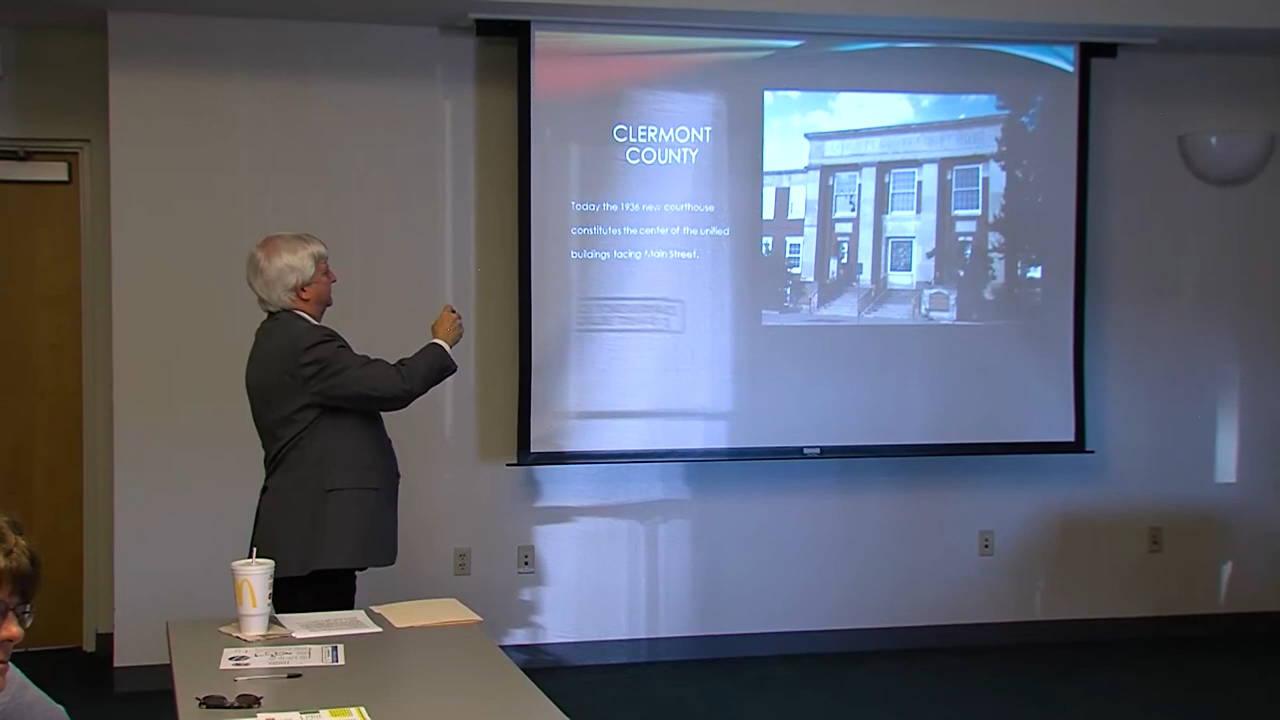 CLERMONT
COUNTY
Today the 1936 new courthouse
constitutes the center of the unified
buildings facing Main Street.